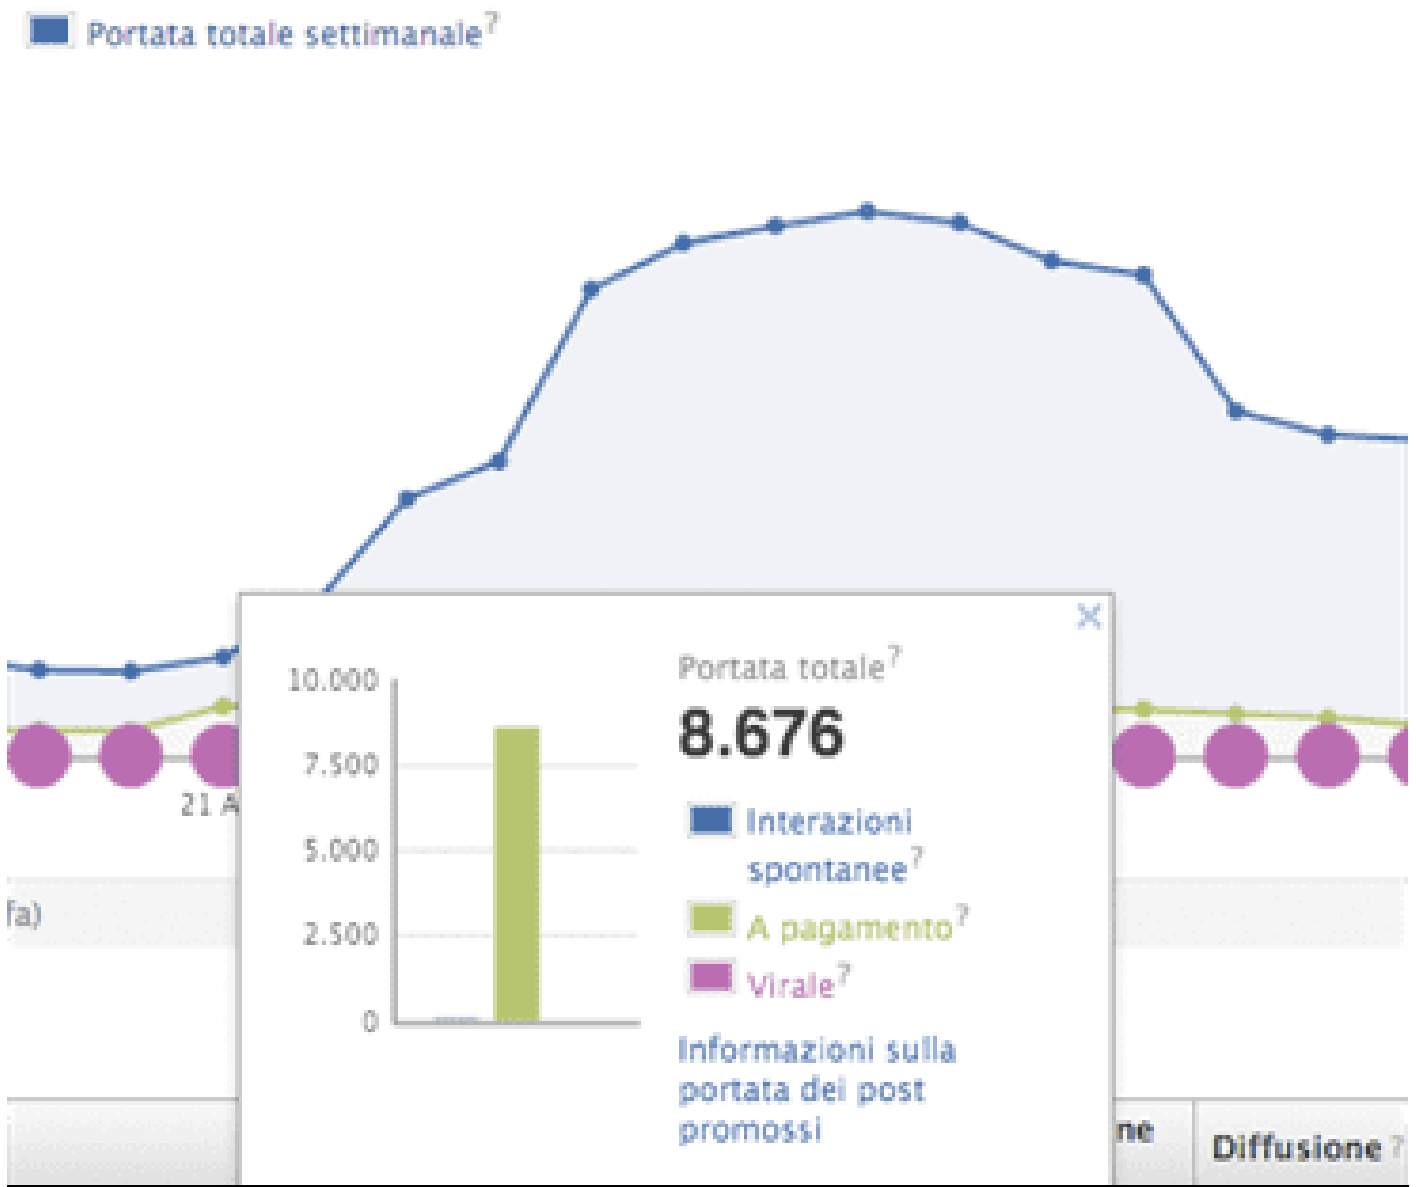 Portata totale settimanale?
Portata totale?
10.000
8.676
7.500
21 A
Interazioni
spontanee?
5.000
fa)
A pagamento?
2.500
Virale?
0
Informazioni sulla
portata dei post
promossi
ne
Diffusione ?